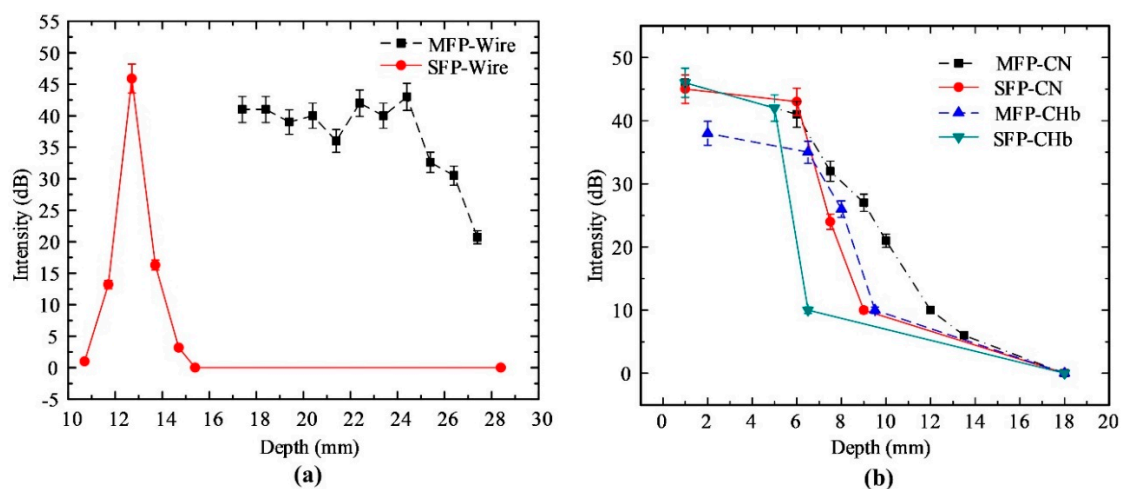 55
50
45
40
35
30
25
20
15
10
5
0
-5
10 12 14 16 18 20 22 24 26 28 30
Intensity (dB)
Depth (mm)
MFP-Wire
SFP-Wire
(a)
50
40
30
20
10
0
0 2 4 6 8 10 12 14 16 18 20
Intensity (dB)
Depth (mm)
MFP-CN
SFP-CN
MFP-CHb
SFP-CHb
(b)